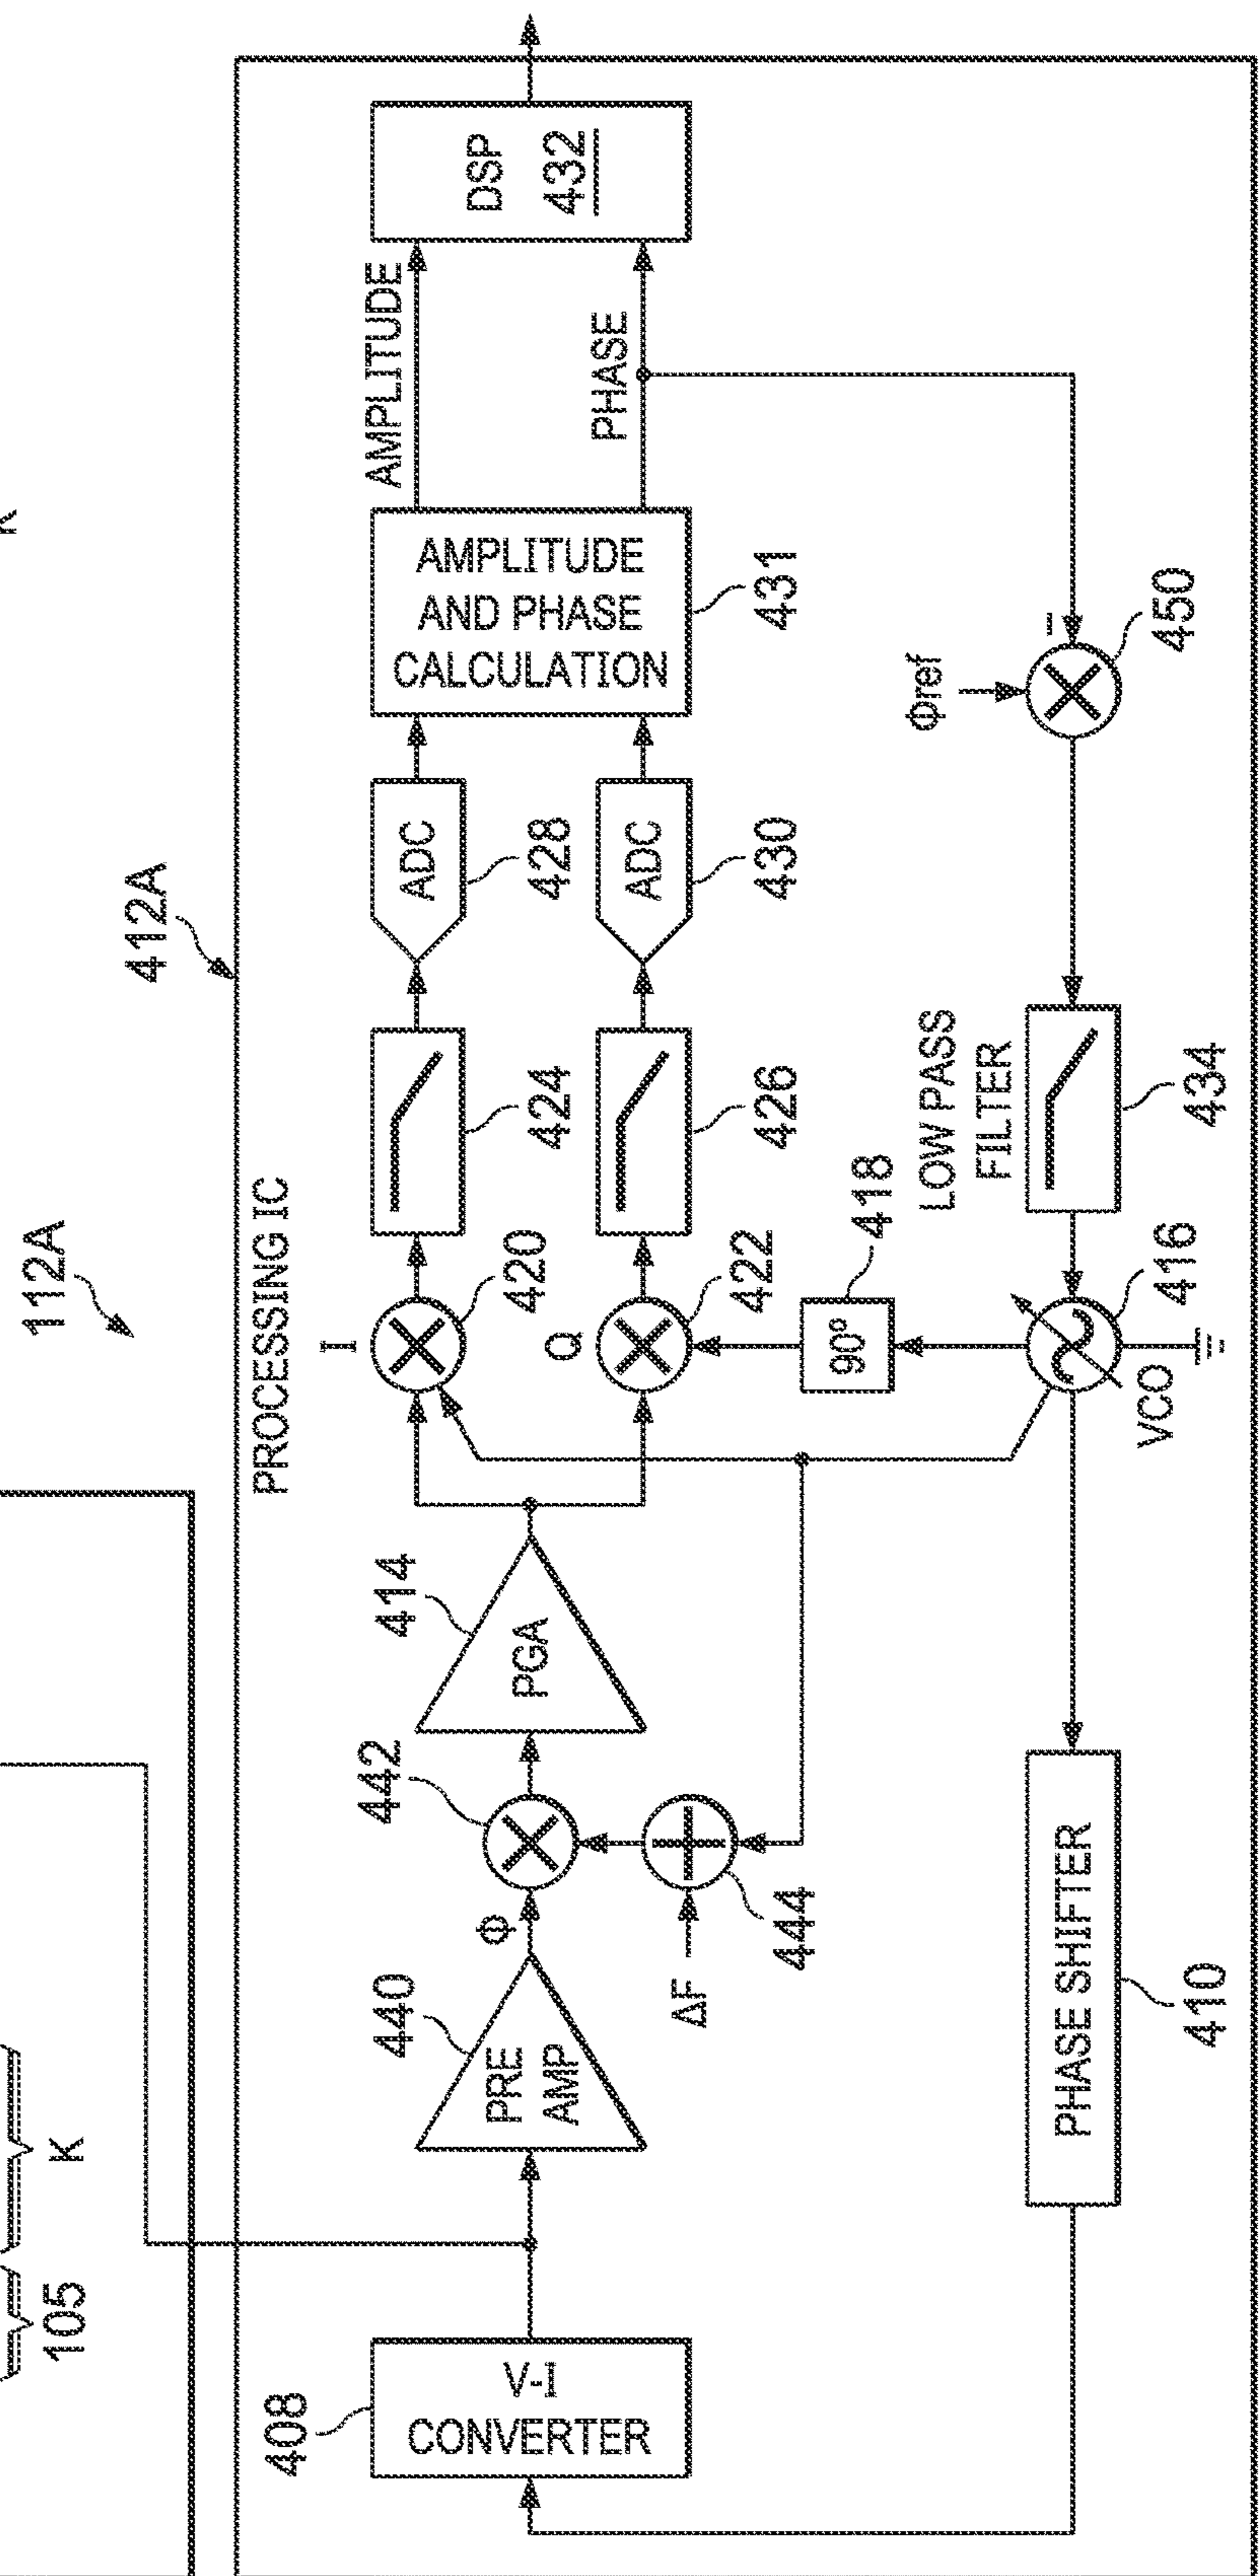 112A
412A
K
105
PROCESSING IC
408
V-I
CONVERTER
440
PRE
AMP
Φ
442
ΔF
444
414
PGA
I
420
Q
422
424
426
ADC
428
ADC
430
AMPLITUDE
AND PHASE
CALCULATION
431
AMPLITUDE
PHASE
DSP
432
PHASE SHIFTER
410
VCO
416
90°
418
LOW PASS
FILTER
434
Φref
–
450